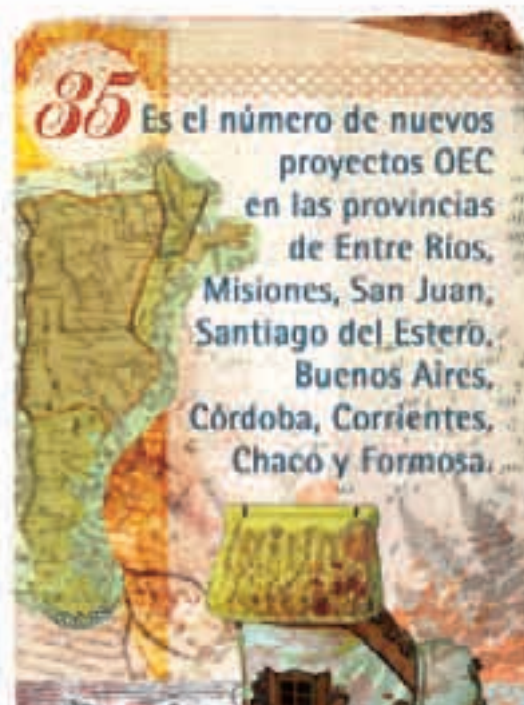 35 Es el número de nuevos
proyectos OEC
en las provincias
de Entre Ríos,
Misiones, San Juan,
Santiago del Estero,
Buenos Aires,
Córdoba, Corrientes,
Chaco y Formosa.